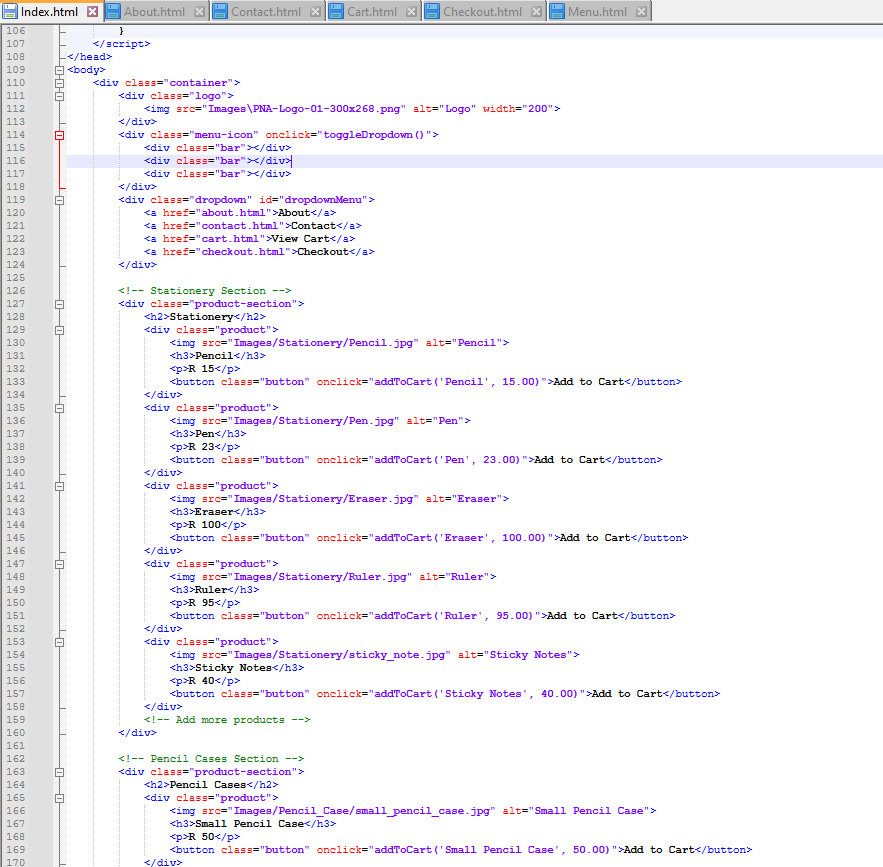 Index.html About.html Contact.html Cart.html Checkout.html Menu.html
106 }
107 </script>
108 </head>
109 <body>
110 <div class="container">
111 <div class="logo">
112 <img src="Images\PNA-Logo-01-300x268.png" alt="Logo" width="200">
113 </div>
114 <div class="menu-icon" onclick="toggleDropdown()">
115 <div class="bar"></div>
116 <div class="bar"></div>
117 <div class="bar"></div>
118 </div>
119 <div class="dropdown" id="dropdownMenu">
120 <a href="about.html">About</a>
121 <a href="contact.html">Contact</a>
122 <a href="cart.html">View Cart</a>
123 <a href="checkout.html">Checkout</a>
124 </div>
125
126 <!-- Stationery Section -->
127 <div class="product-section">
128 <h2>Stationery</h2>
129 <div class="product">
130 <img src="Images/Stationery/Pencil.jpg" alt="Pencil">
131 <h3>Pencil</h3>
132 <p>R 15</p>
133 <button class="button" onclick="addToCart('Pencil', 15.00)">Add to Cart</button>
134 </div>
135 <div class="product">
136 <img src="Images/Stationery/Pen.jpg" alt="Pen">
137 <h3>Pen</h3>
138 <p>R 23</p>
139 <button class="button" onclick="addToCart('Pen', 23.00)">Add to Cart</button>
140 </div>
141 <div class="product">
142 <img src="Images/Stationery/Eraser.jpg" alt="Eraser">
143 <h3>Eraser</h3>
144 <p>R 100</p>
145 <button class="button" onclick="addToCart('Eraser', 100.00)">Add to Cart</button>
146 </div>
147 <div class="product">
148 <img src="Images/Stationery/Ruler.jpg" alt="Ruler">
149 <h3>Ruler</h3>
150 <p>R 95</p>
151 <button class="button" onclick="addToCart('Ruler', 95.00)">Add to Cart</button>
152 </div>
153 <div class="product">
154 <img src="Images/Stationery/sticky_note.jpg" alt="Sticky Notes">
155 <h3>Sticky Notes</h3>
156 <p>R 40</p>
157 <button class="button" onclick="addToCart('Sticky Notes', 40.00)">Add to Cart</button>
158 </div>
159 <!-- Add more products -->
160 </div>
161
162 <!-- Pencil Cases Section -->
163 <div class="product-section">
164 <h2>Pencil Cases</h2>
165 <div class="product">
166 <img src="Images/Pencil_Case/small_pencil_case.jpg" alt="Small Pencil Case">
167 <h3>Small Pencil Case</h3>
168 <p>R 50</p>
169 <button class="button" onclick="addToCart('Small Pencil Case', 50.00)">Add to Cart</button>
170 </div>